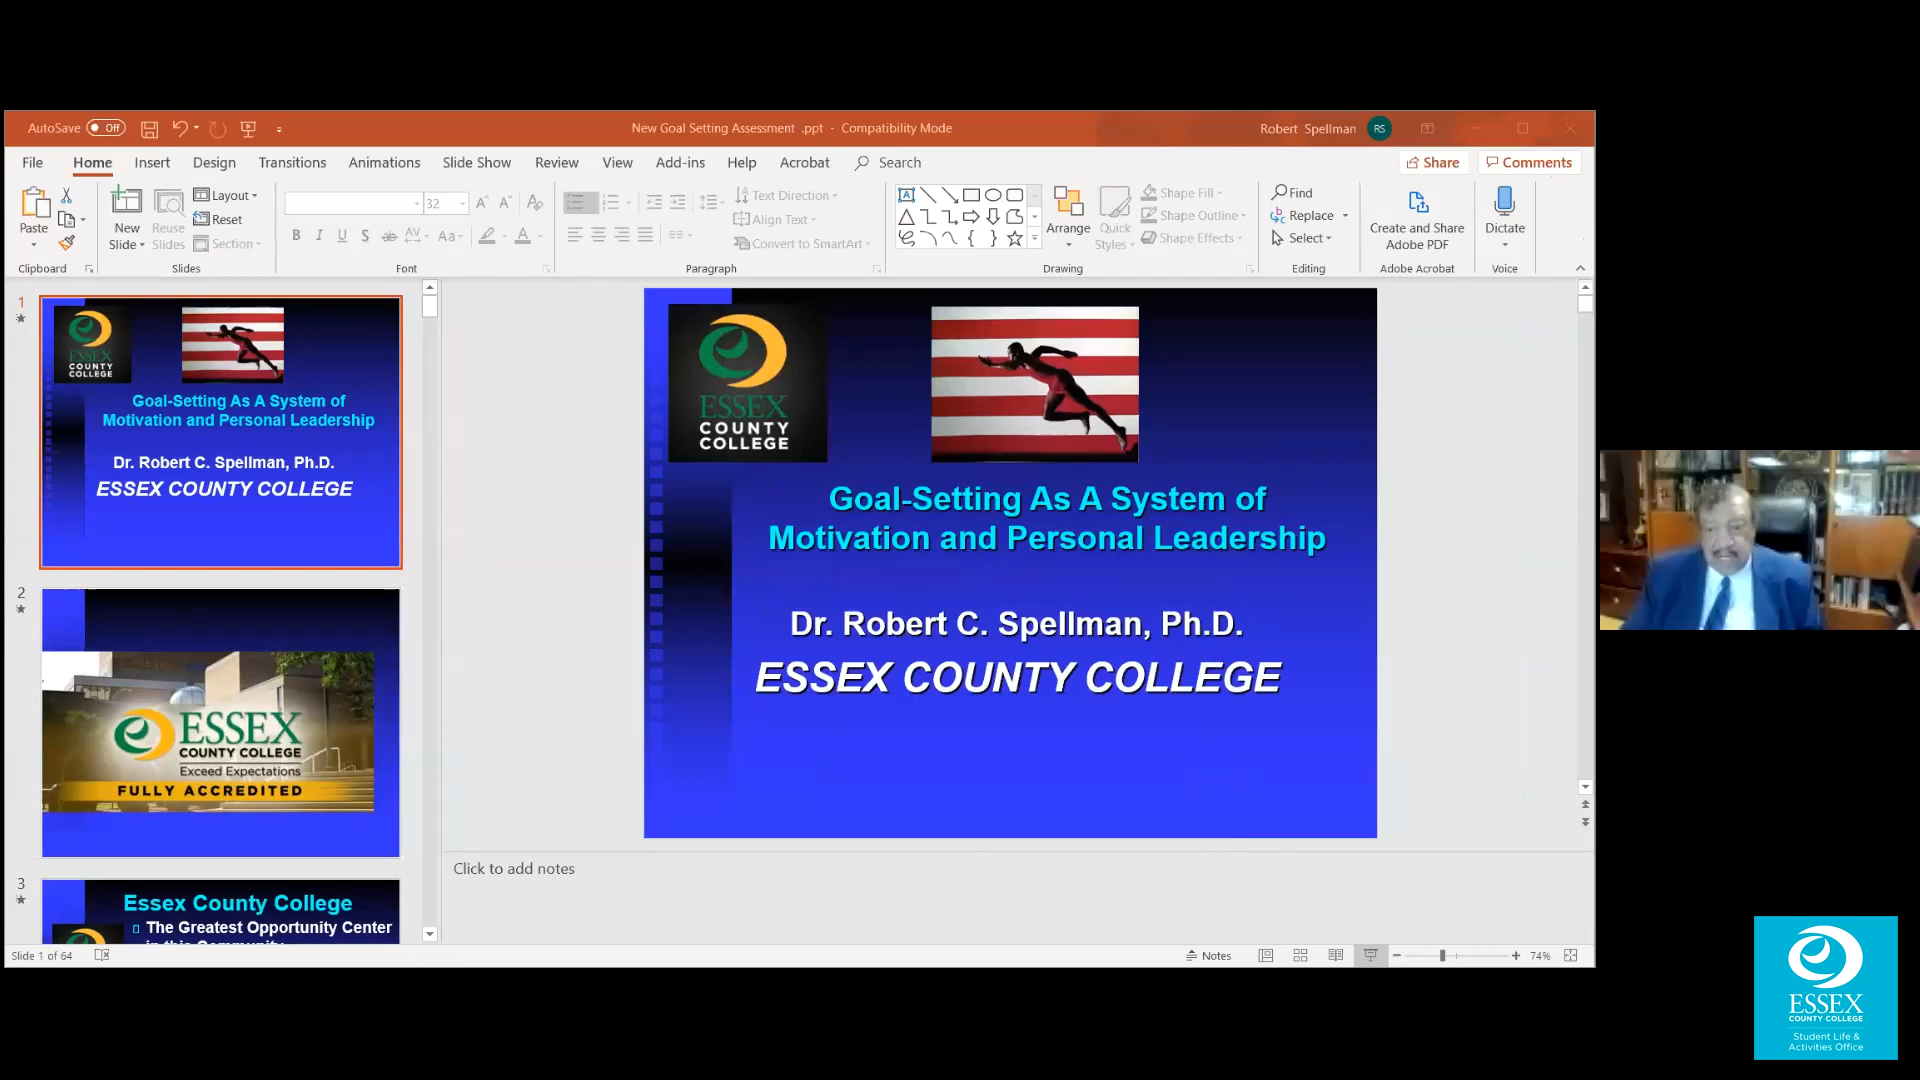 AutoSave Off
New Goal Setting Assessment .ppt - Compatibility Mode
Robert Spellman RS
File Home Insert Design Transitions Animations Slide Show Review View Add-ins Help Acrobat Search
Share Comments
Paste
Clipboard
New
Slide
Reuse
Slides
Layout
Reset
Section
Slides
32
B I U S ab AV Aa A
Font
Text Direction
Align Text
Convert to SmartArt
Paragraph
Arrange
Quick
Styles
Shape Fill
Shape Outline
Shape Effects
Drawing
Find
Replace
Select
Editing
Create and Share
Adobe PDF
Adobe Acrobat
Dictate
Voice
1
ESSEX
COUNTY
COLLEGE
Goal-Setting As A System of
Motivation and Personal Leadership
Dr. Robert C. Spellman, Ph.D.
ESSEX COUNTY COLLEGE
2
ESSEX
COUNTY COLLEGE
Exceed Expectations
FULLY ACCREDITED
3
Essex County College
The Greatest Opportunity Center
in this Community
ESSEX
COUNTY
COLLEGE
Goal-Setting As A System of
Motivation and Personal Leadership
Dr. Robert C. Spellman, Ph.D.
ESSEX COUNTY COLLEGE
Click to add notes
Slide 1 of 64
Notes
74%
ESSEX
COUNTY COLLEGE
Student Life &
Activities Office